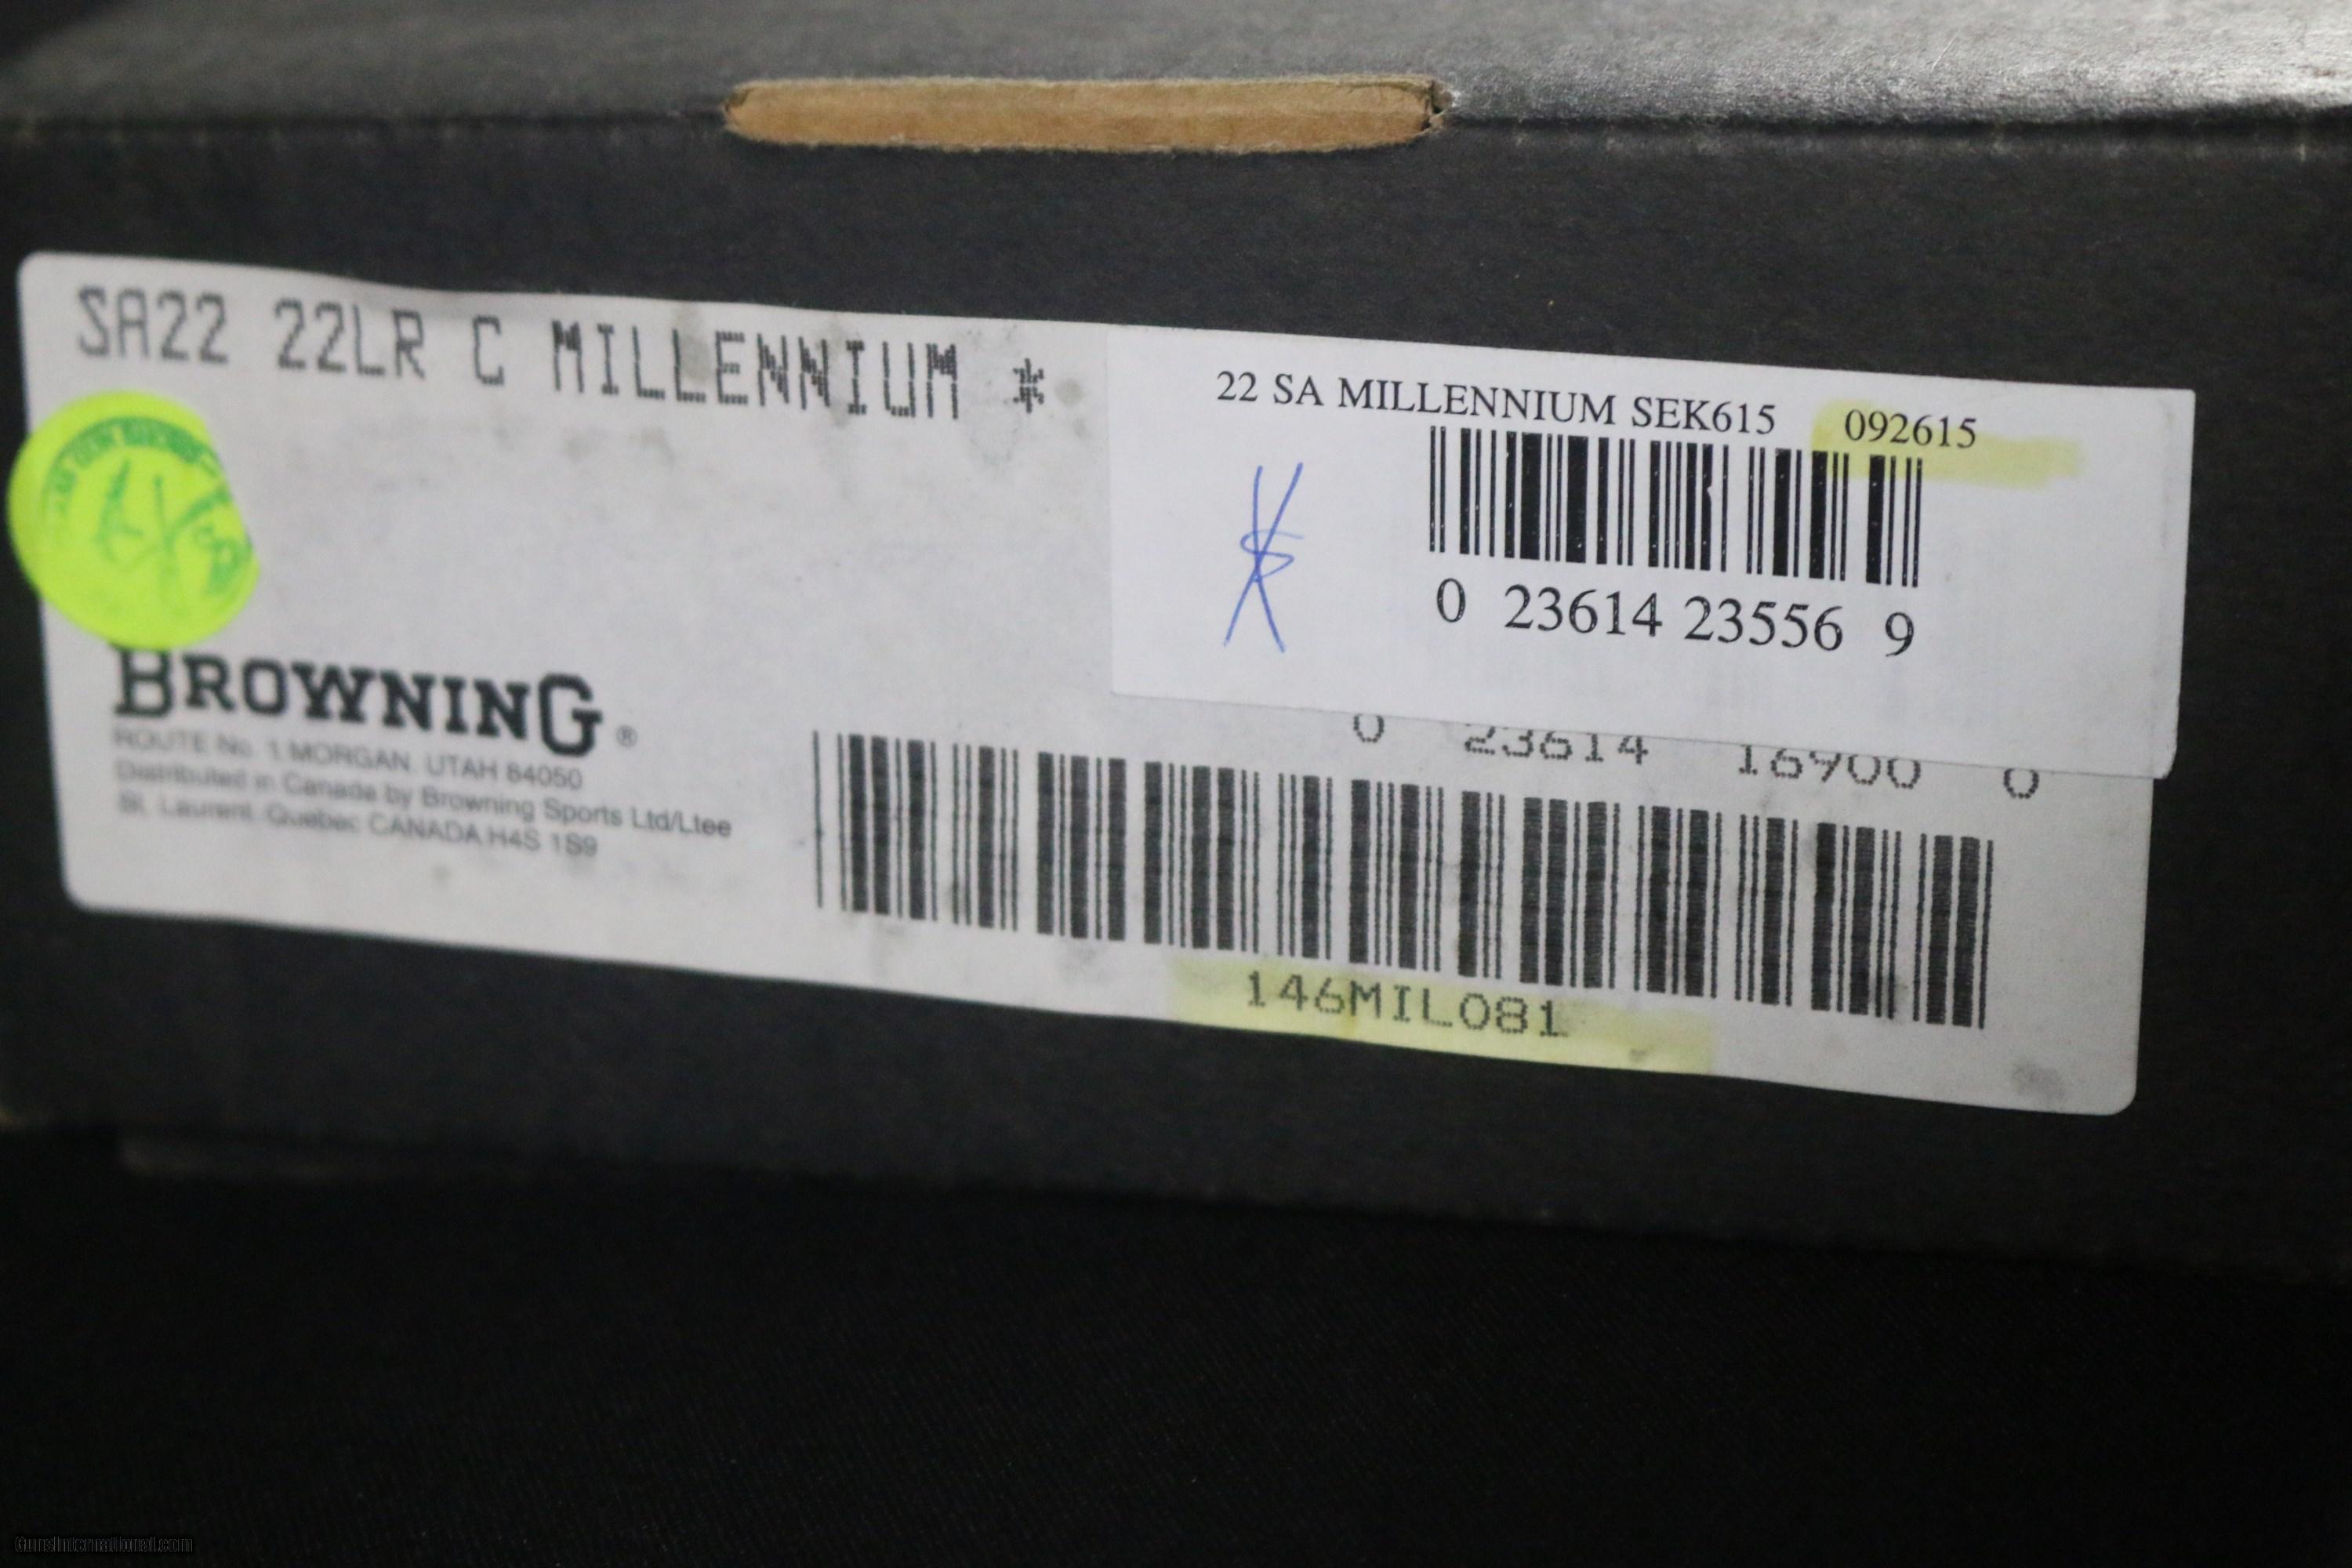 SA22 22LR C MILLENNIUM *
22 SA MILLENNIUM SEK615 092615
0 23614 23556 9
BROWNING ®
ROUTE No. 1 MORGAN, UTAH 84050
Distributed in Canada by Browning Sports Ltd/Ltee
St. Laurent, Quebec CANADA H4S 1S9
0 23614 16900 0
146MIL081
GunsInternational.com